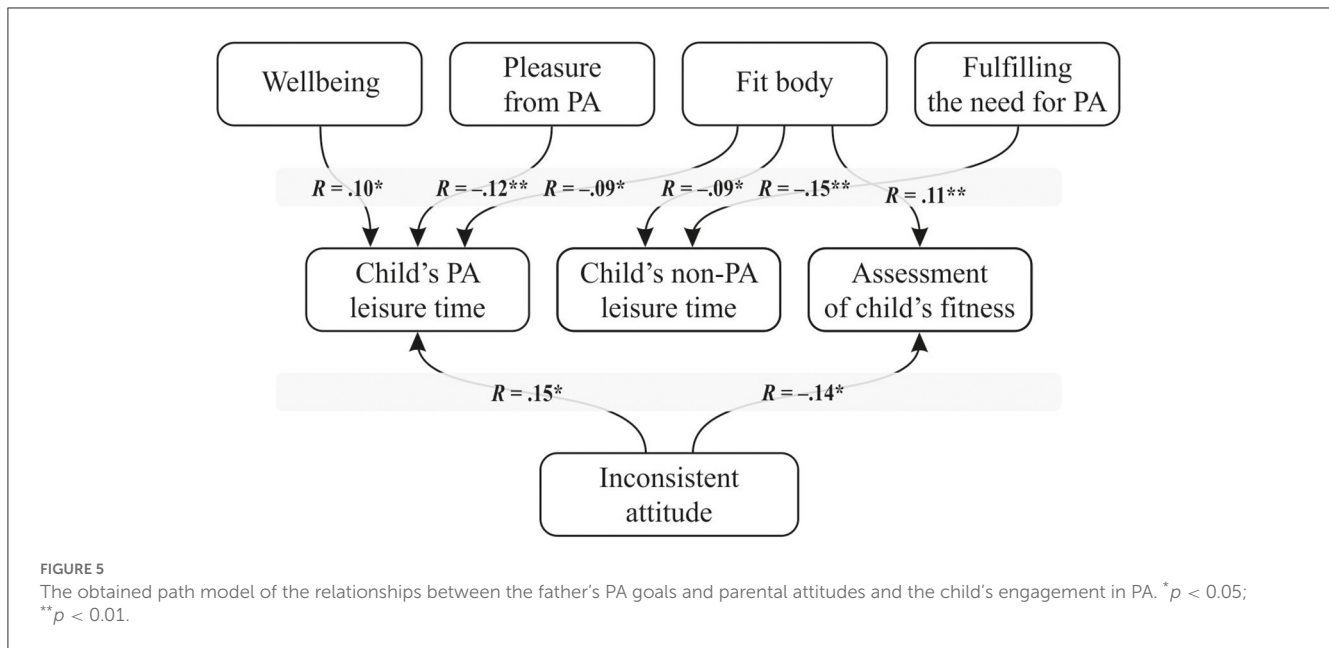 Wellbeing
Pleasure
from PA
Fit body
Fulfilling
the need for PA
R = .10*
R = –.12**
R = –.09*
R = –.09*
R = –.15**
R = .11**
Child's PA
leisure time
Child's non-PA
leisure time
Assessment
of child's fitness
R = .15*
R = –.14*
Inconsistent
attitude
FIGURE 5
The obtained path model of the relationships between the father's PA goals and parental attitudes and the child's engagement in PA. *p < 0.05;
**p < 0.01.